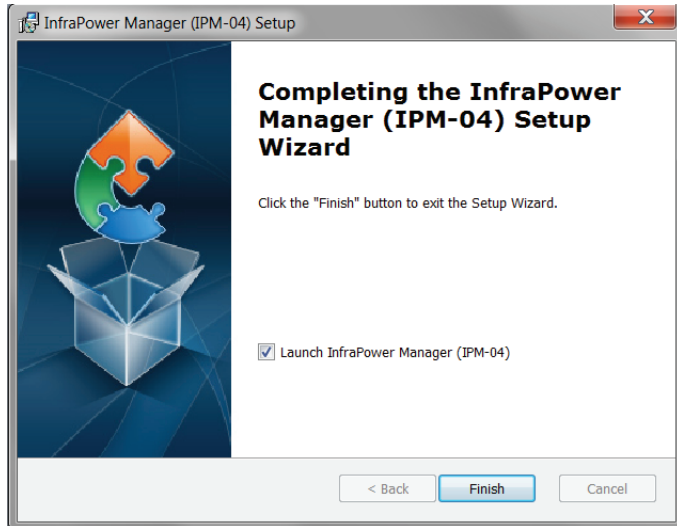 InfraPower Manager (IPM-04) Setup
Completing the InfraPower
Manager (IPM-04) Setup
Wizard
Click the "Finish" button to exit the Setup Wizard.
Launch InfraPower Manager (IPM-04)
< Back
Finish
Cancel